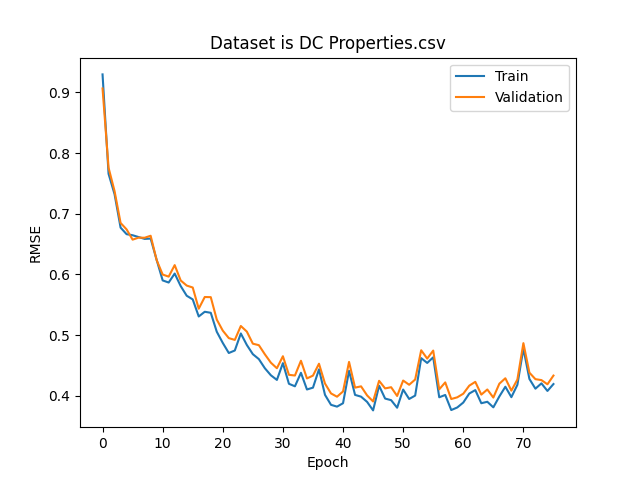 Dataset is DC Properties.csv
Train
Validation
RMSE
0.9
0.8
0.7
0.6
0.5
0.4
0 10 20 30 40 50 60 70
Epoch